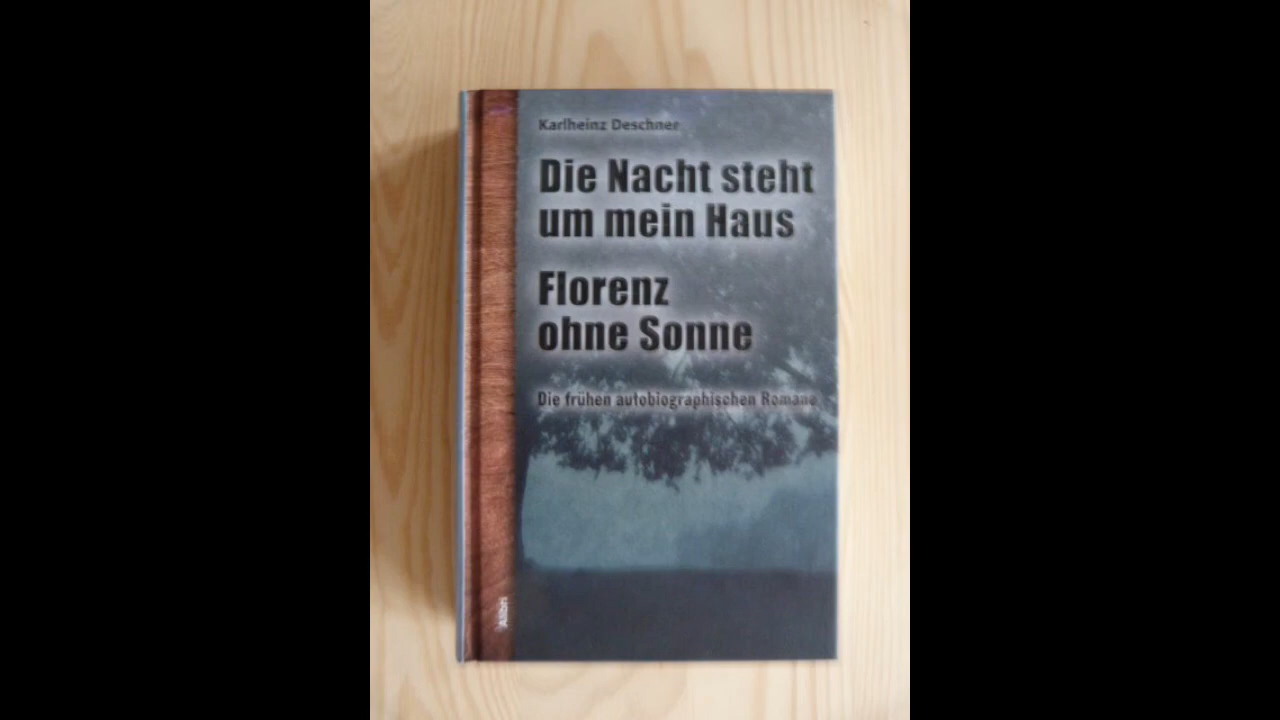 Karlheinz Deschner
Die Nacht steht
um mein Haus
Florenz
ohne Sonne
Die frühen autobiographischen Romane
Alibri